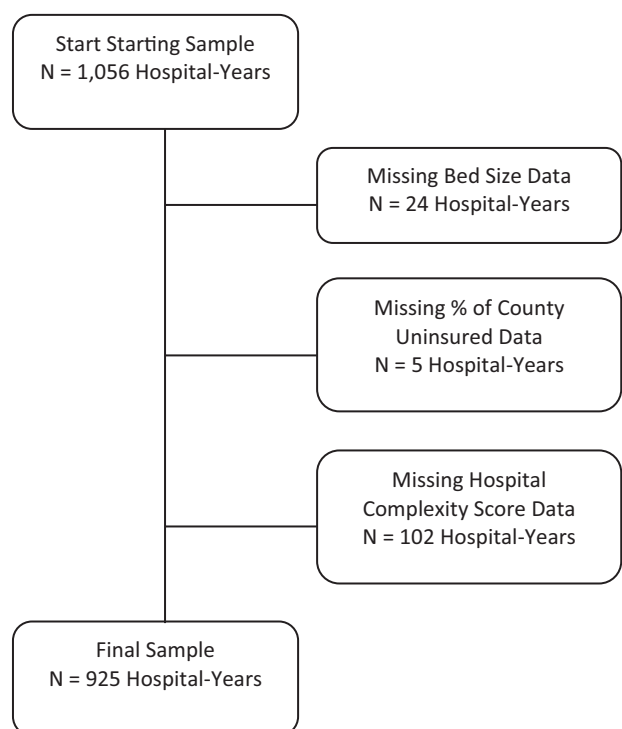 Start Starting Sample
N = 1,056 Hospital-Years
Missing Bed Size Data
N = 24 Hospital-Years
Missing % of County
Uninsured Data
N = 5 Hospital-Years
Missing Hospital
Complexity Score Data
N = 102 Hospital-Years
Final Sample
N = 925 Hospital-Years